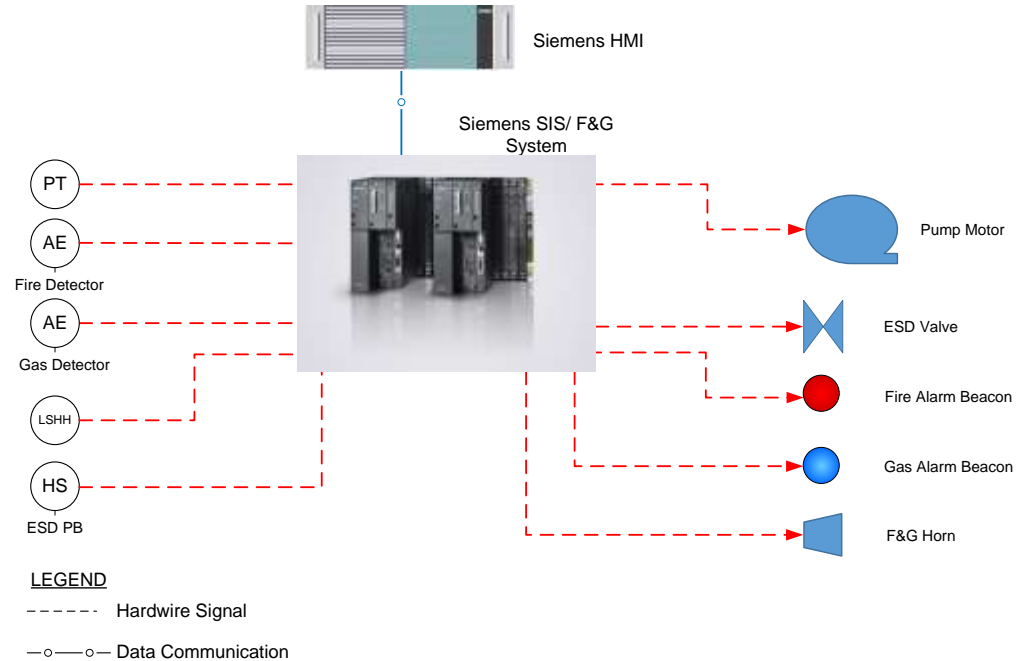 Siemens HMI
Siemens SIS/ F&G
System
PT
AE
Fire Detector
AE
Gas Detector
LSHH
HS
ESD PB
Pump Motor
ESD Valve
Fire Alarm Beacon
Gas Alarm Beacon
F&G Horn
LEGEND
Hardwire Signal
Data Communication